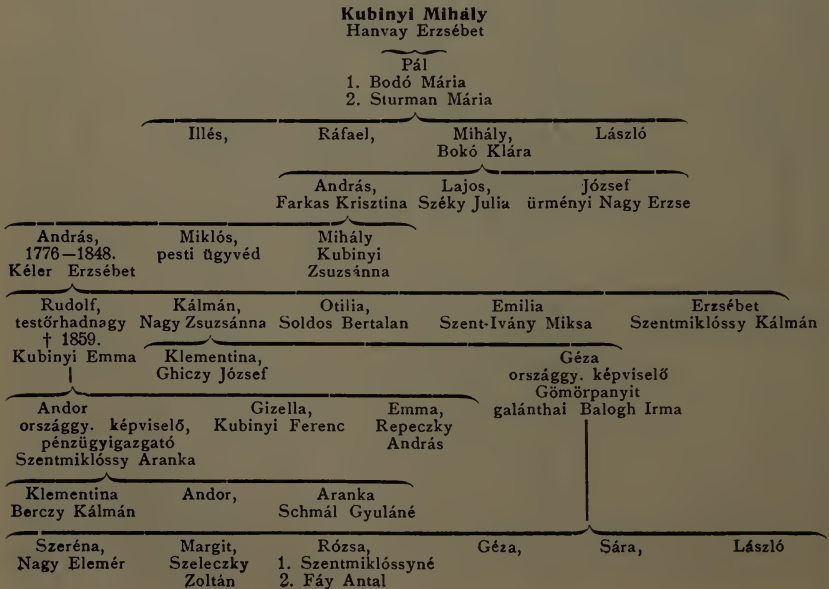 Kubinyi Mihály
Hanvay Erzsébet
Pál
1. Bodó Mária
2. Sturman Mária
Illés, Ráfael, Mihály, László
Bokó Klára
András, Lajos, József
Farkas Krisztina Széky Julia ürményi Nagy Erzse
András, Miklós, Mihály
1776—1848. pesti ügyvéd Kubinyi
Kéler Erzsébet Zsuzsánna
Rudolf, Kálmán, Otilia, Emilia Erzsébet
testőrhadnagy Nagy Zsuzsánna Soldos Bertalan Szent-Ivány Miksa Szentmiklóssy Kálmán
† 1859.
Kubinyi Emma Klementina, Géza
Ghiczy József országgy. képviselő
Gömörpanyit
galánthai Balogh Irma
Andor Gizella, Emma,
országgy. képviselő, Kubinyi Ferenc Repeczky
pénzügyigazgató András
Szentmiklóssy Aranka
Klementina Andor, Aranka
Berczy Kálmán Schmál Gyuláné
Szeréna, Margit, Rózsa, Géza, Sára, László
Nagy Elemér Szeleczky 1. Szentmiklóssyné
Zoltán 2. Fáy Antal